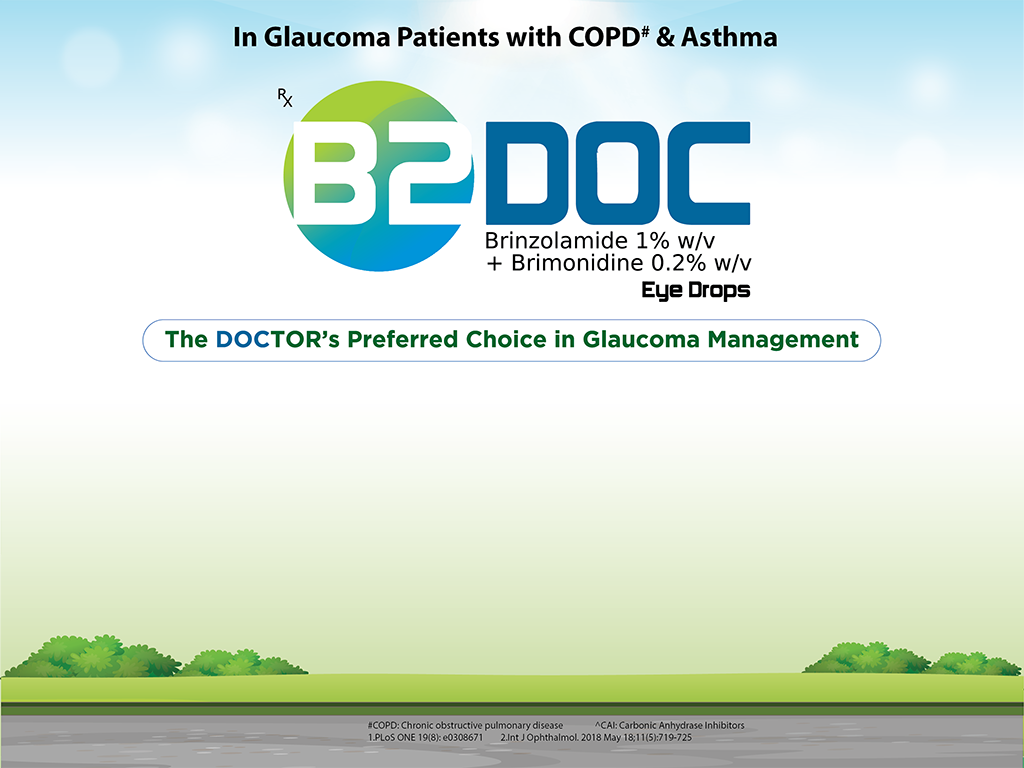 In Glaucoma Patients with COPD# & Asthma
Rx
B2DOC
Brinzolamide 1% w/v
+ Brimonidine 0.2% w/v
Eye Drops
The DOCTOR’s Preferred Choice in Glaucoma Management
#COPD: Chronic obstructive pulmonary disease ^CAI: Carbonic Anhydrase Inhibitors
1.PLoS ONE 19(8): e0308671 2.Int J Ophthalmol. 2018 May 18;11(5):719-725